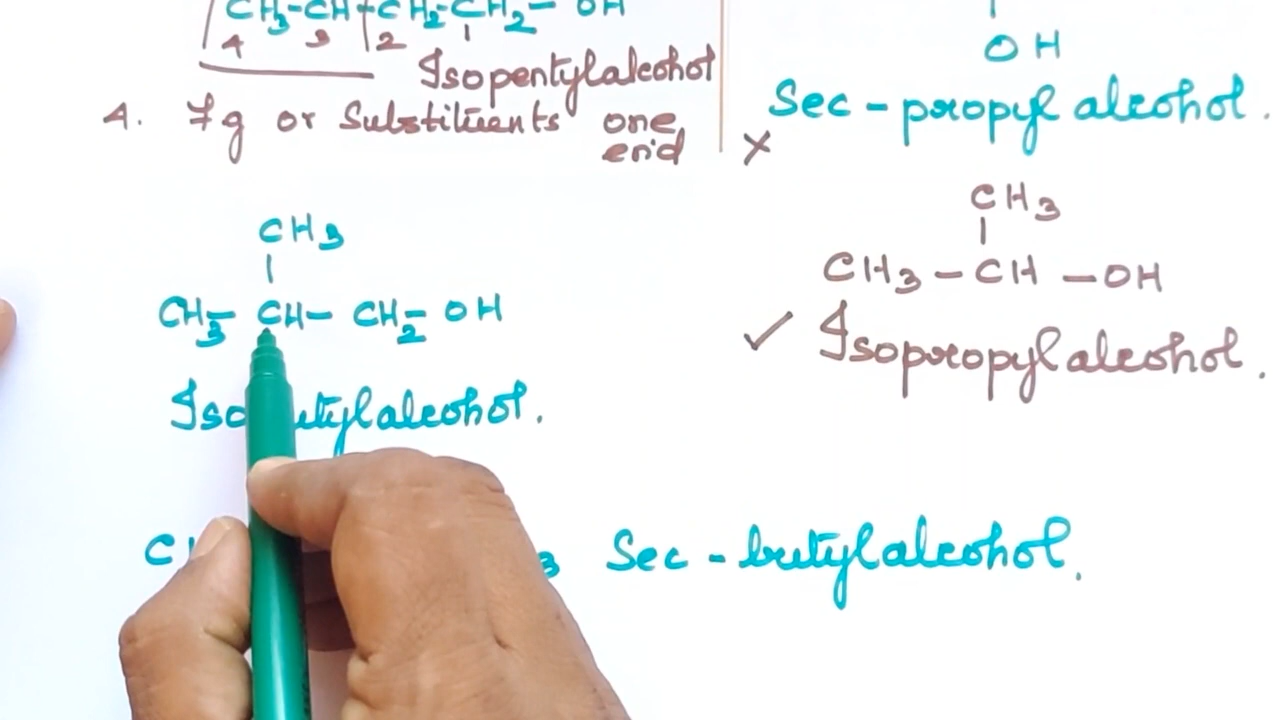 CH3-CH-CH2-CH2-OH
4 3 2 1
Isopentylalcohol
4. Fg or Substituents one end
CH3
CH3-CH-CH2-OH
alcohol.
OH
Sec-propyl alcohol.
×
CH3
CH3-CH-OH
✓ Isopropylalcohol.
Sec-butylalcohol.